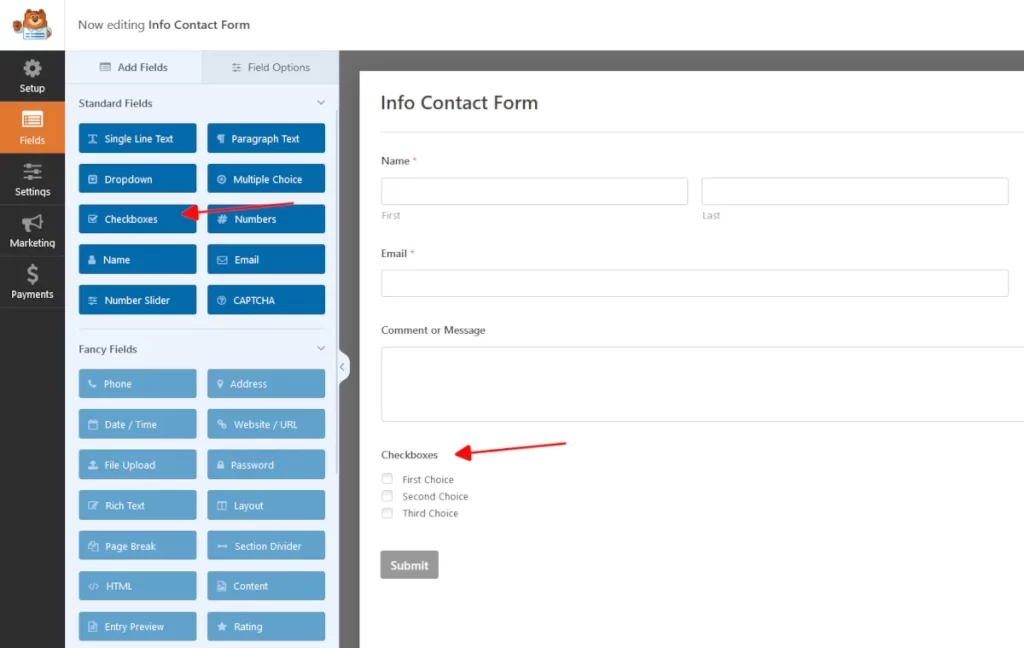 Now editing Info Contact Form
Setup
Fields
Settings
Marketing
Payments
Add Fields
Field Options
Standard Fields
Single Line Text
Paragraph Text
Dropdown
Multiple Choice
Checkboxes
Numbers
Name
Email
Number Slider
CAPTCHA
Fancy Fields
Phone
Address
Date / Time
Website / URL
File Upload
Password
Rich Text
Layout
Page Break
Section Divider
HTML
Content
Entry Preview
Rating
Info Contact Form
Name *
First
Last
Email *
Comment or Message
Checkboxes
First Choice
Second Choice
Third Choice
Submit